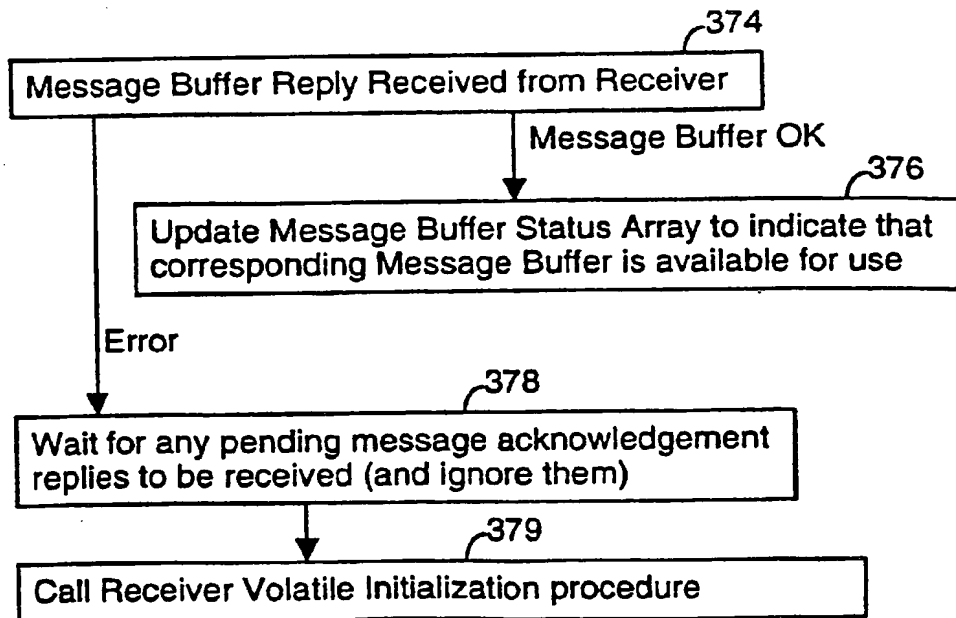 374
Message Buffer Reply Received from Receiver
Message Buffer OK
376
Update Message Buffer Status Array to indicate that
corresponding Message Buffer is available for use
Error
378
Wait for any pending message acknowledgement
replies to be received (and ignore them)
379
Call Receiver Volatile Initialization procedure